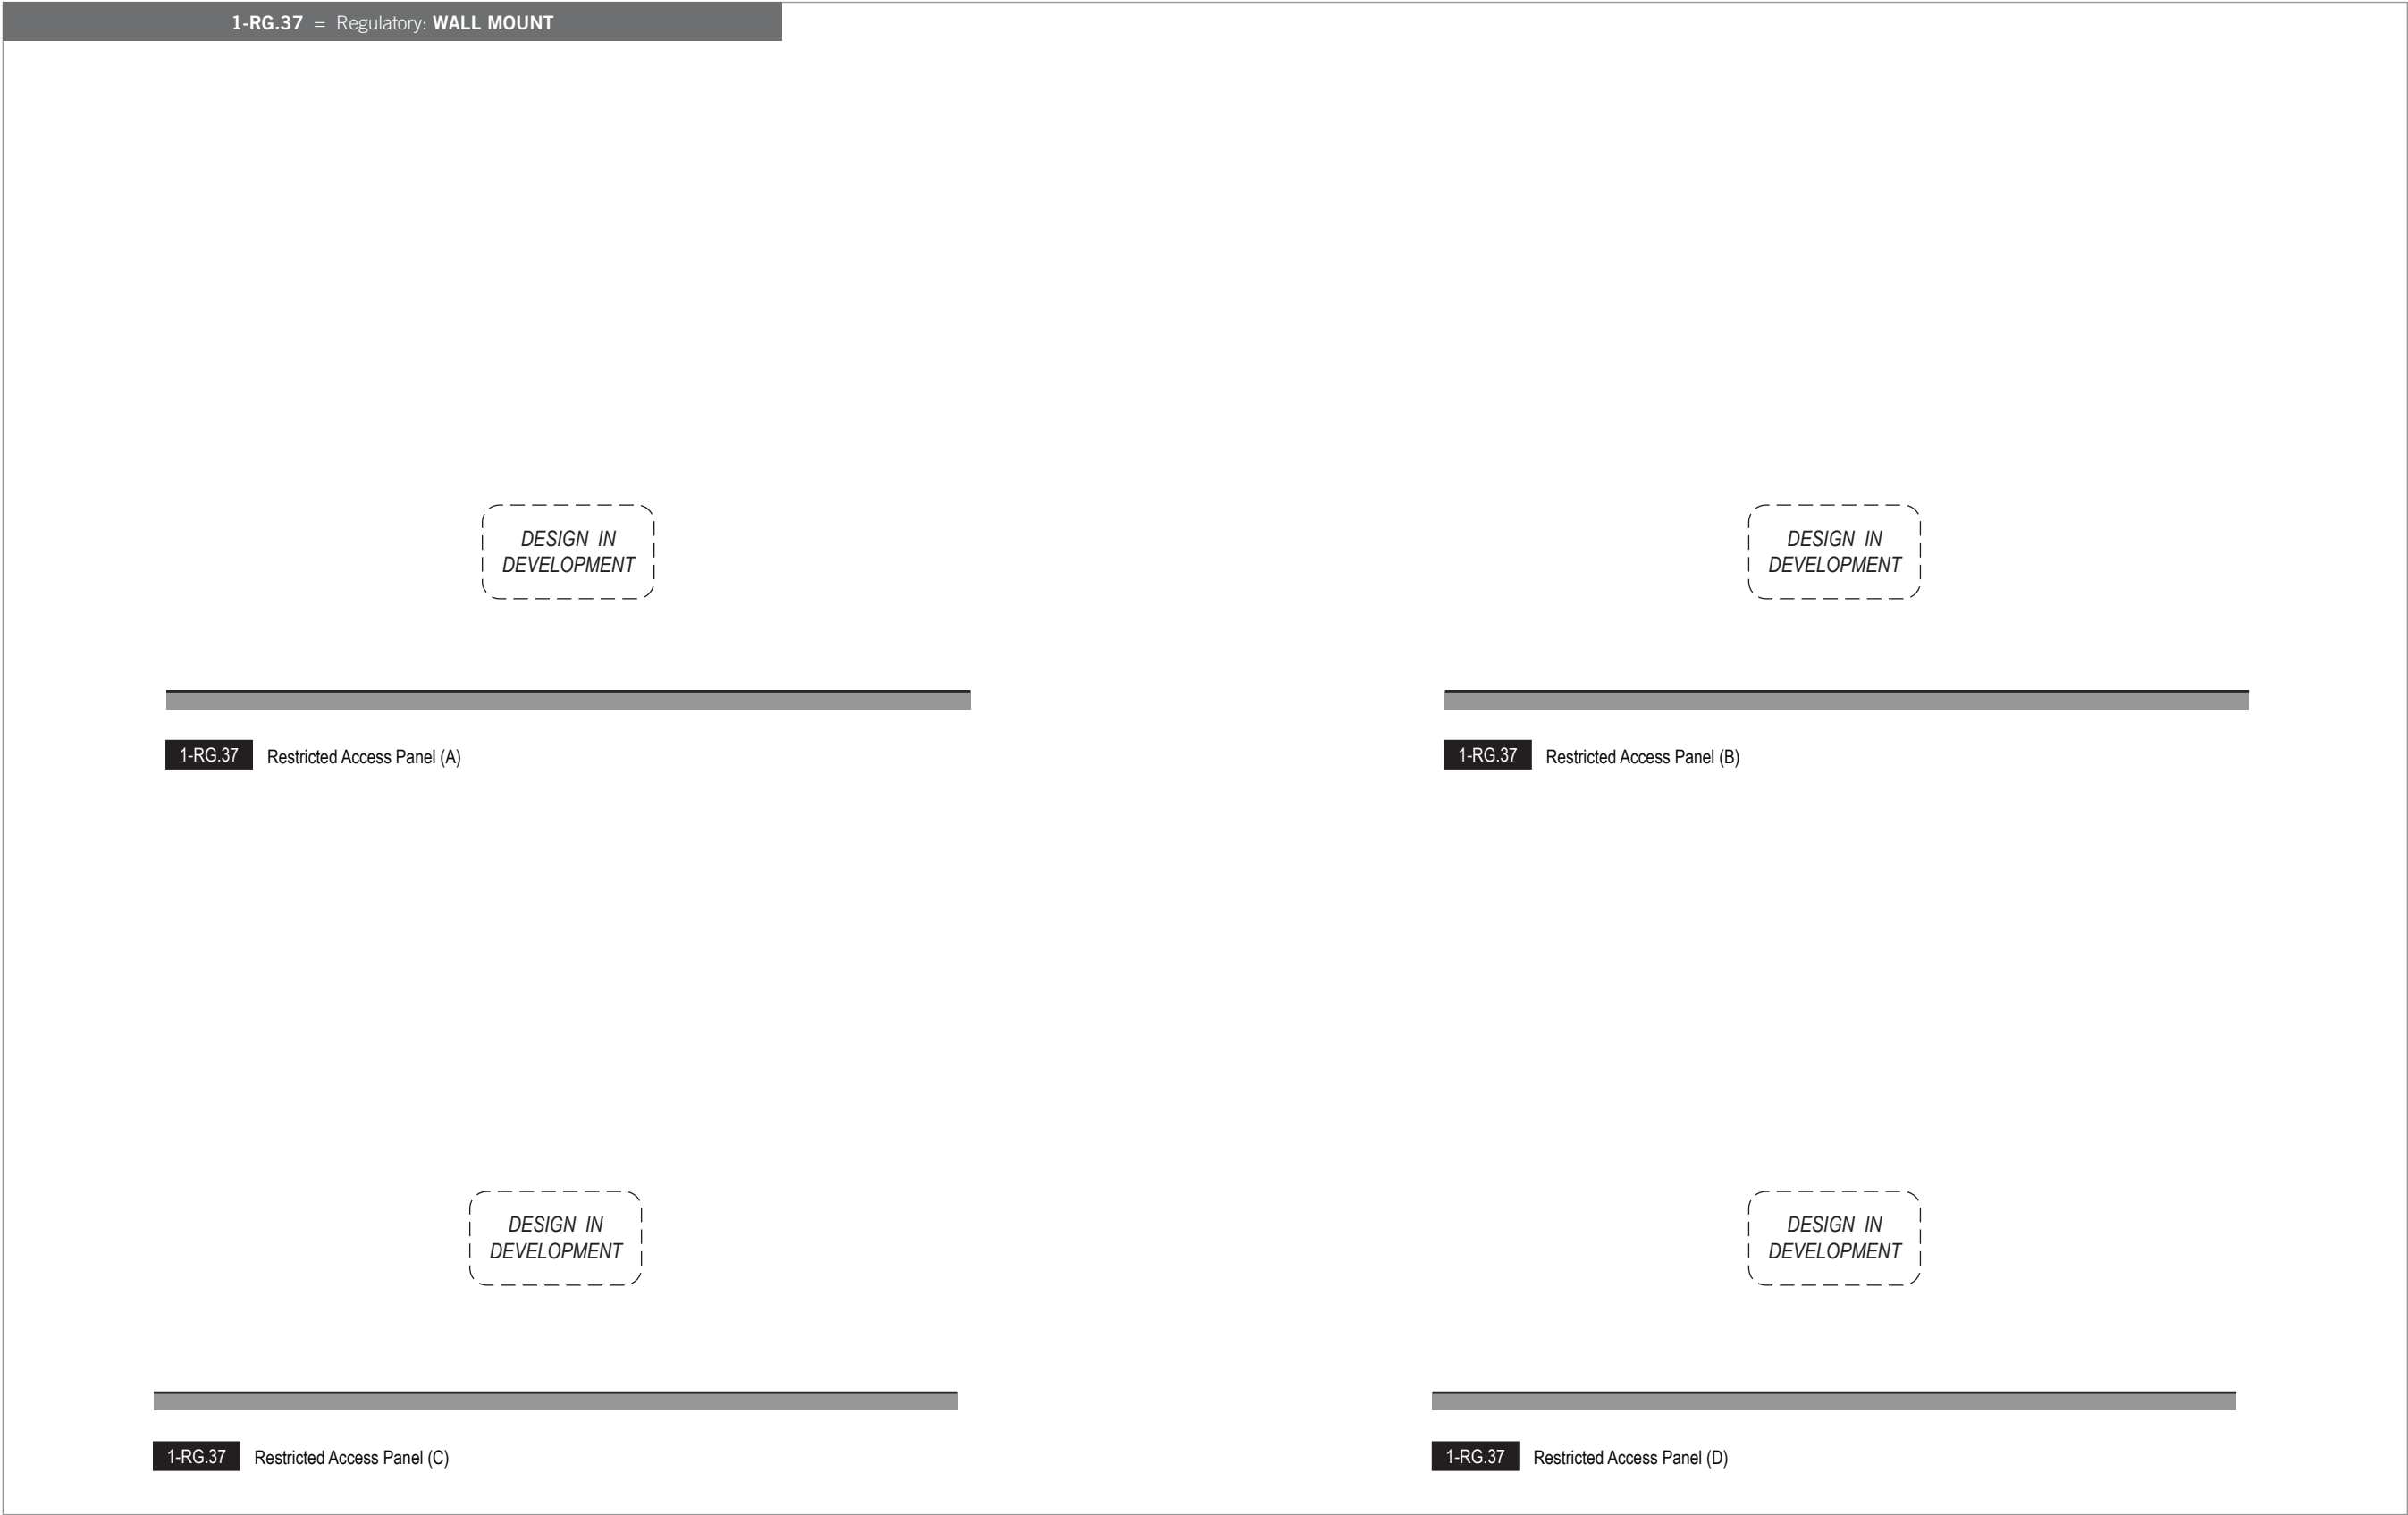 1-RG.37 = Regulatory: WALL MOUNT
DESIGN IN
DEVELOPMENT
1-RG.37 Restricted Access Panel (A)
DESIGN IN
DEVELOPMENT
1-RG.37 Restricted Access Panel (B)
DESIGN IN
DEVELOPMENT
1-RG.37 Restricted Access Panel (C)
DESIGN IN
DEVELOPMENT
1-RG.37 Restricted Access Panel (D)